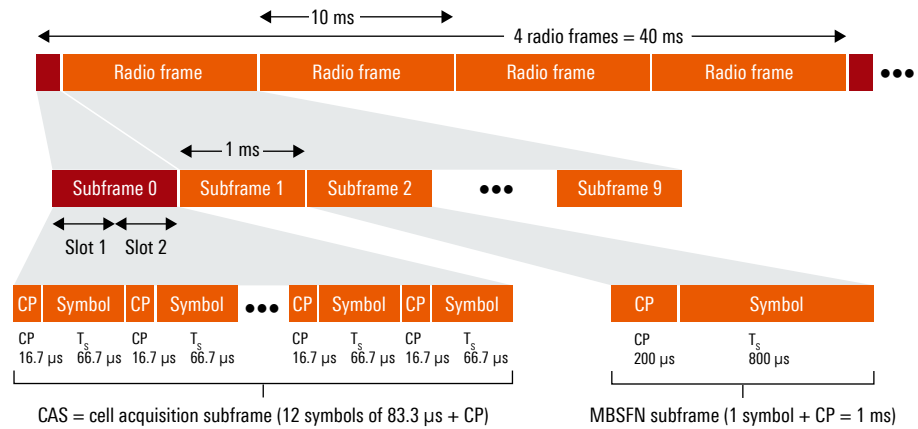 10 ms
4 radio frames = 40 ms
Radio frame Radio frame Radio frame Radio frame
1 ms
Subframe 0 Subframe 1 Subframe 2 Subframe 9
Slot 1 Slot 2
CP Symbol CP Symbol CP Symbol CP Symbol CP Symbol
CP TS CP TS CP TS CP TS CP TS
16.7 µs 66.7 µs 16.7 µs 66.7 µs 16.7 µs 66.7 µs 16.7 µs 66.7 µs 200 µs 800 µs
CAS = cell acquisition subframe (12 symbols of 83.3 µs + CP) MBSFN subframe (1 symbol + CP = 1 ms)